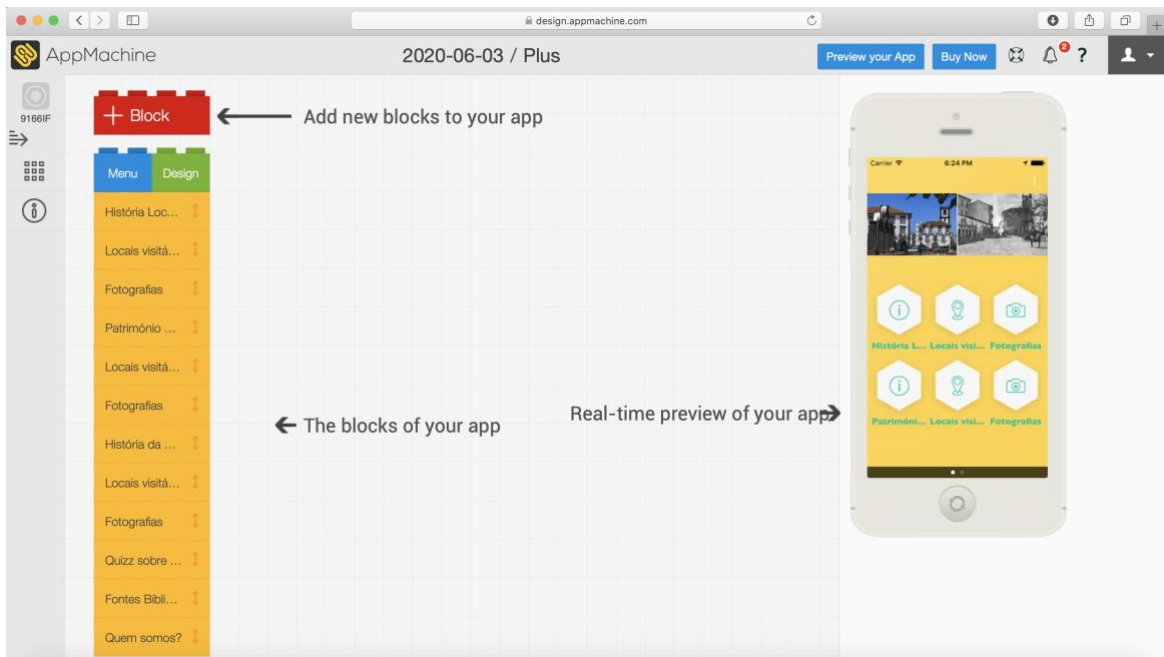 design.appmachine.com
AppMachine
2020-06-03 / Plus
Preview your App
Buy Now
2
?
9166IF
+ Block
Add new blocks to your app
Menu
Design
História Loc...
Locais visitá...
Fotografias
Património ...
Locais visitá...
Fotografias
História da ...
Locais visitá...
Fotografias
Quizz sobre ...
Fontes Bibli...
Quem somos?
The blocks of your app
Real-time preview of your app
Carrier
6:24 PM
História L... Locais visi... Fotografias
Patrimóni... Locais visi... Fotografias